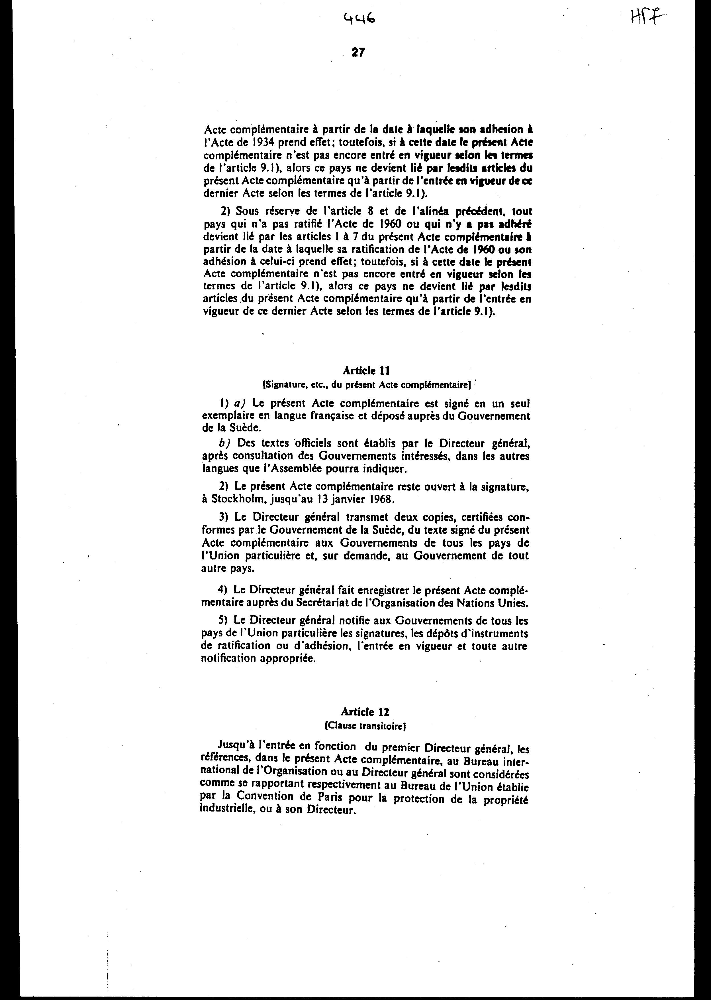 446
27
Acte complémentaire à partir de la date à laquelle son adhesion à
l'Acte de 1934 prend effet; toutefois, si à cette date le présent Acte
complémentaire n'est pas encore entré en vigueur selon les termes
de l'article 9.1), alors ce pays ne devient lié par lesdits articles du
présent Acte complémentaire qu'à partir de l'entrée en vigueur de ce
dernier Acte selon les termes de l'article 9.1).
2) Sous réserve de l'article 8 et de l'alinéa précédent, tout
pays qui n'a pas ratifié l'Acte de 1960 ou qui n'y a pas adhéré
devient lié par les articles 1 à 7 du présent Acte complémentaire à
partir de la date à laquelle sa ratification de l'Acte de 1960 ou son
adhésion à celui-ci prend effet; toutefois, si à cette date le présent
Acte complémentaire n'est pas encore entré en vigueur selon les
termes de l'article 9.1), alors ce pays ne devient lié par lesdits
articles du présent Acte complémentaire qu'à partir de l'entrée en
vigueur de ce dernier Acte selon les termes de l'article 9.1).
Article 11
[Signature, etc., du présent Acte complémentaire]
1) a) Le présent Acte complémentaire est signé en un seul
exemplaire en langue française et déposé auprès du Gouvernement
de la Suède.
b) Des textes officiels sont établis par le Directeur général,
après consultation des Gouvernements intéressés, dans les autres
langues que l'Assemblée pourra indiquer.
2) Le présent Acte complémentaire reste ouvert à la signature,
à Stockholm, jusqu'au 13 janvier 1968.
3) Le Directeur général transmet deux copies, certifiées con-
formes par le Gouvernement de la Suède, du texte signé du présent
Acte complémentaire aux Gouvernements de tous les pays de
l'Union particulière et, sur demande, au Gouvernement de tout
autre pays.
4) Le Directeur général fait enregistrer le présent Acte complé-
mentaire auprès du Secrétariat de l'Organisation des Nations Unies.
5) Le Directeur général notifie aux Gouvernements de tous les
pays de l'Union particulière les signatures, les dépôts d'instruments
de ratification ou d'adhésion, l'entrée en vigueur et toute autre
notification appropriée.
Article 12
[Clause transitoire]
Jusqu'à l'entrée en fonction du premier Directeur général, les
références, dans le présent Acte complémentaire, au Bureau inter-
national de l'Organisation ou au Directeur général sont considérées
comme se rapportant respectivement au Bureau de l'Union établie
par la Convention de Paris pour la protection de la propriété
industrielle, ou à son Directeur.